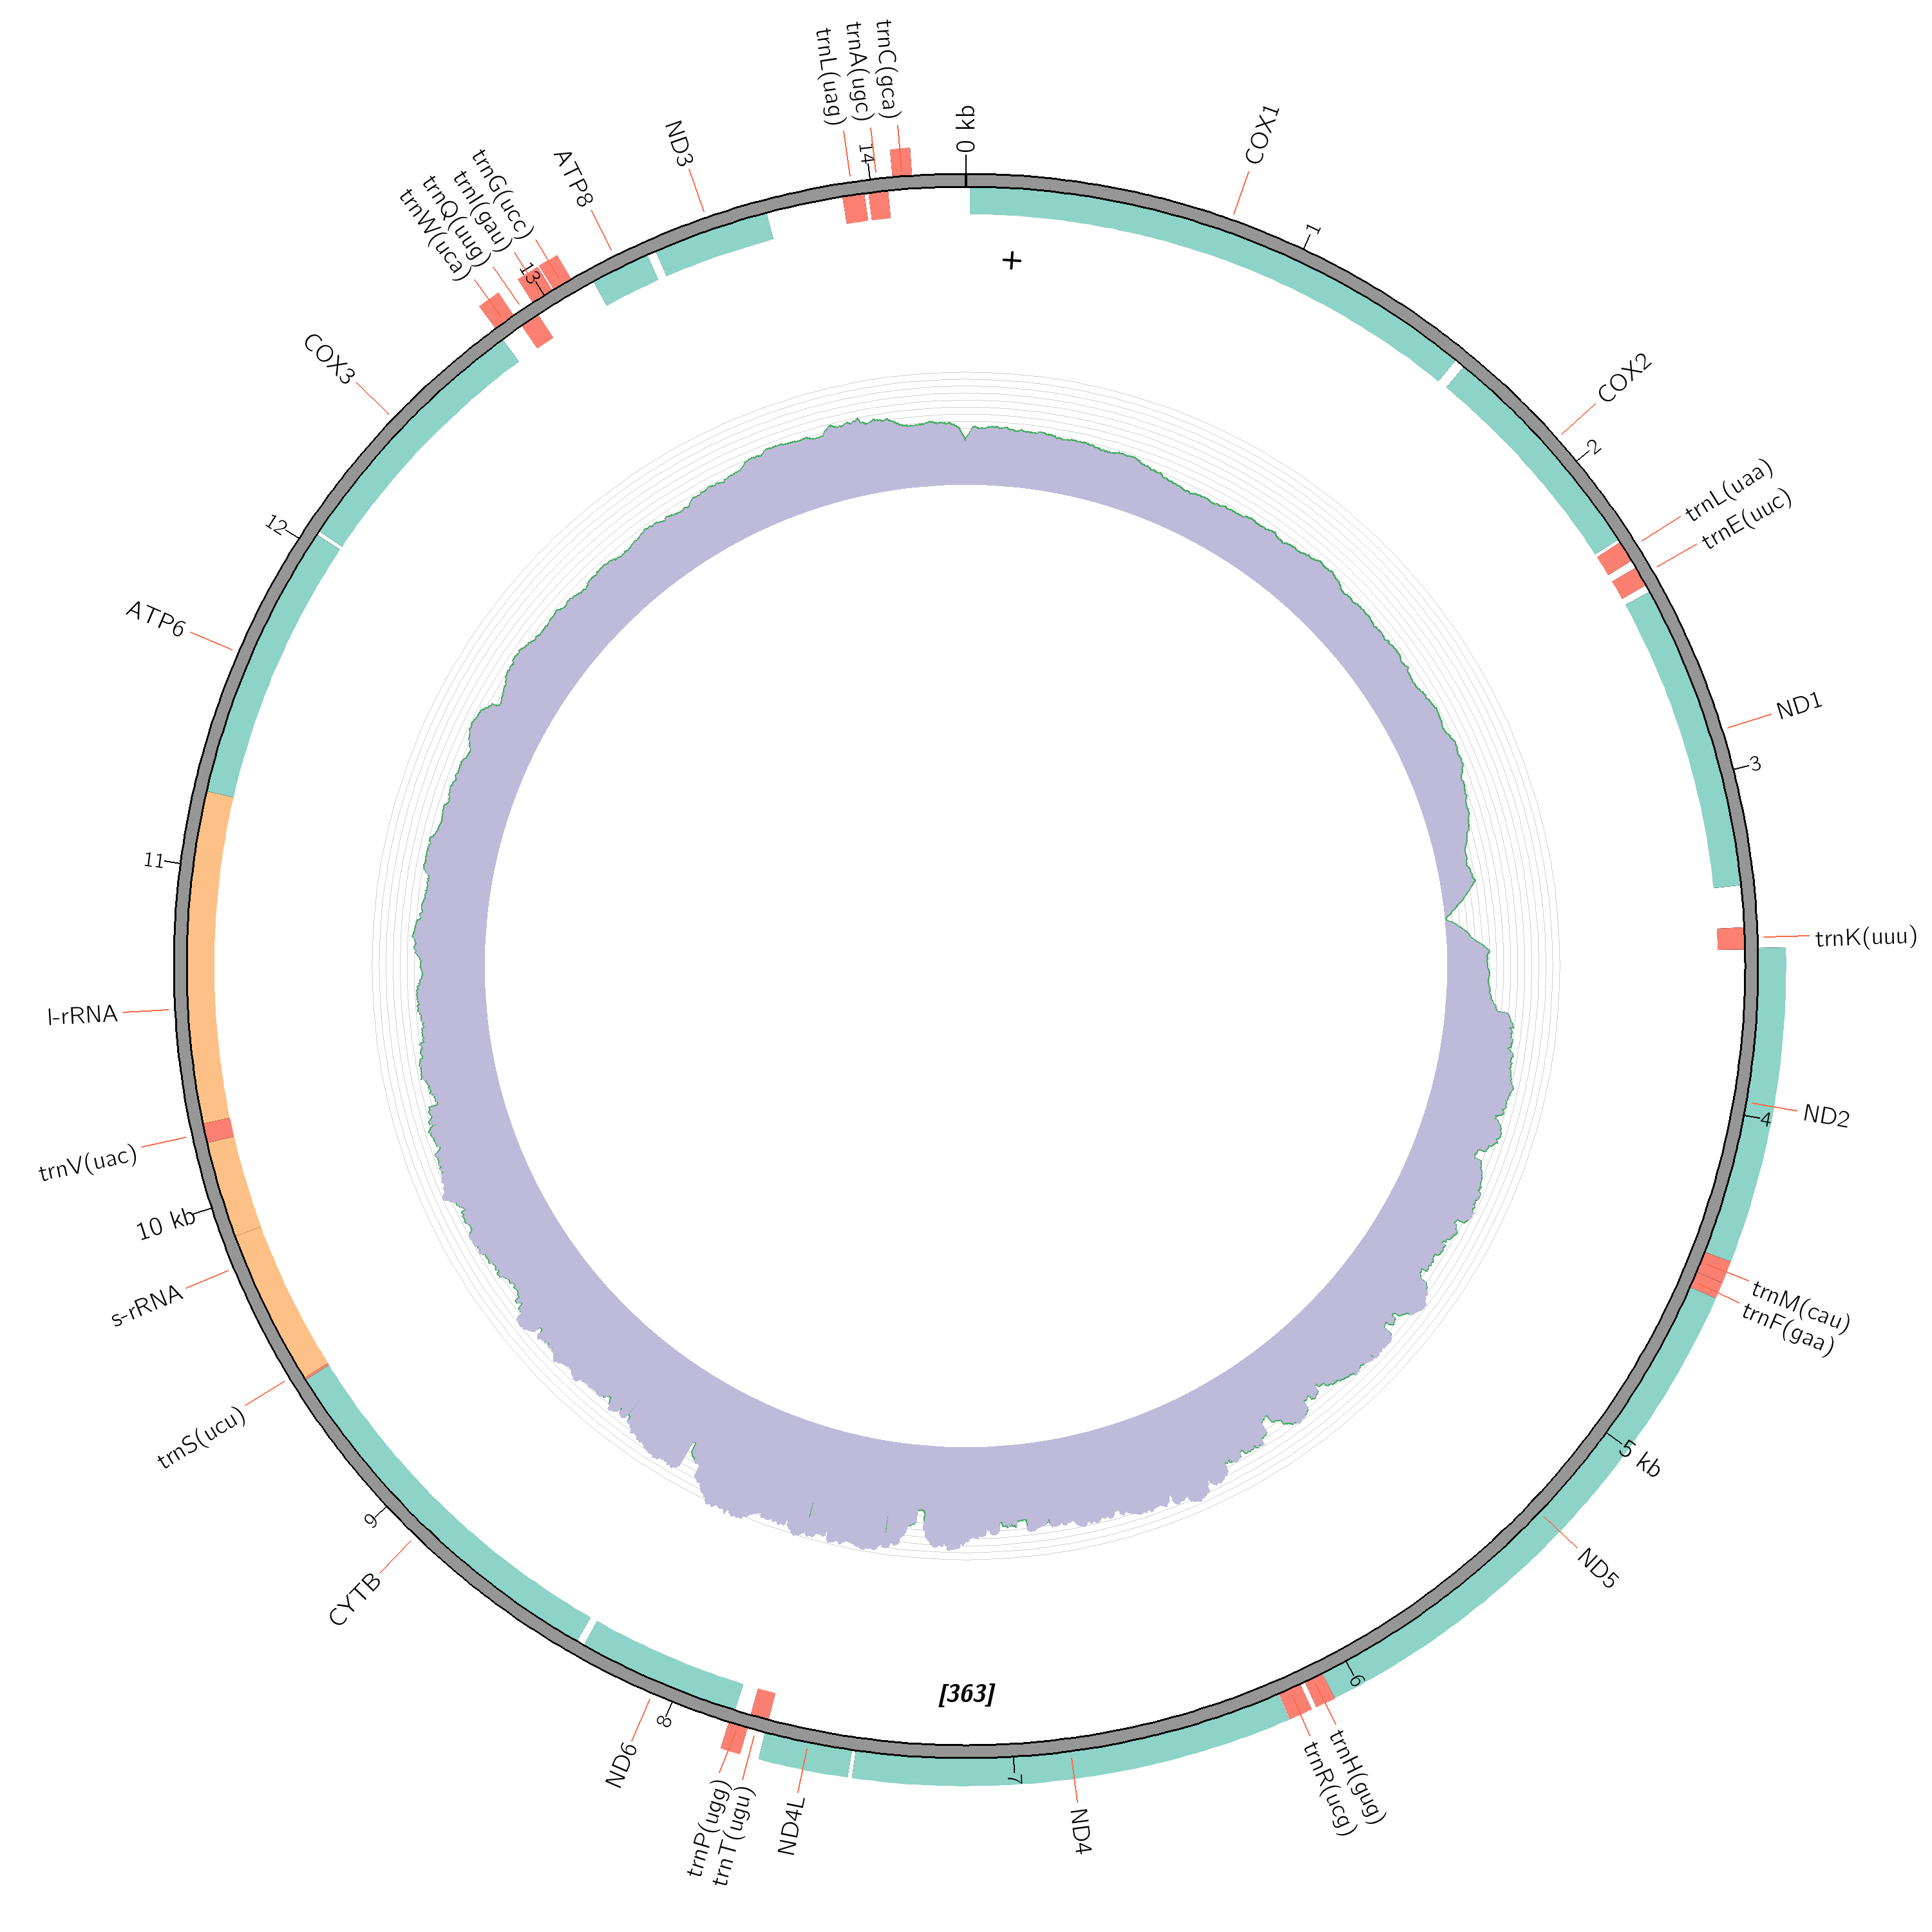 0 kb
COX1
1
COX2
2
trnL(uaa)
trnE(uuc)
ND1
3
trnK(uuu)
ND2
4
trnM(cau)
trnF(gaa)
5 kb
ND5
6
trnH(gug)
trnR(ucg)
ND4
7
ND4L
trnT(ugu)
trnP(ugg)
8
ND6
CYTB
9
trnS(ucu)
s-rRNA
10 kb
trnV(uac)
l-rRNA
11
ATP6
12
COX3
trnW(uca)
trnQ(uug)
13
trnI(gau)
trnG(ucc)
ATP8
ND3
trnL(uag)
14
trnA(ugc)
trnC(gca)
+
[363]